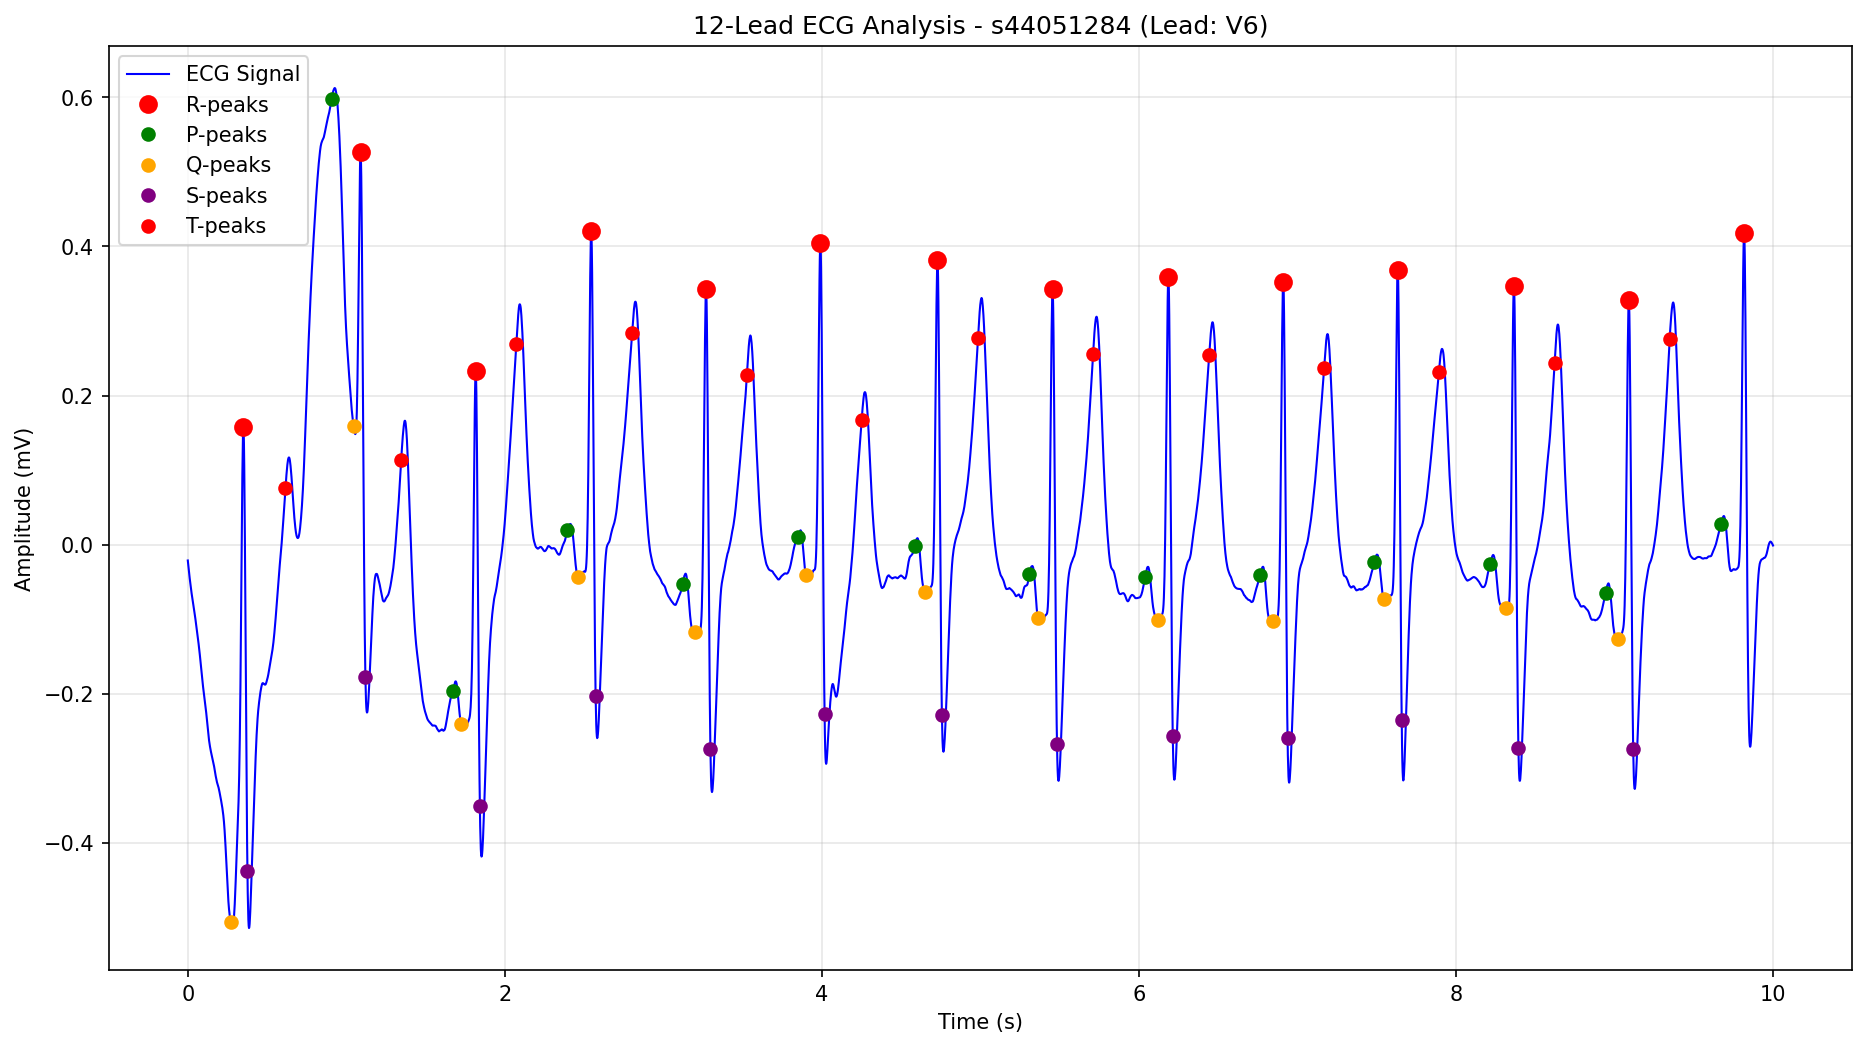 12-Lead ECG Analysis - s44051284 (Lead: V6)
ECG Signal
R-peaks
P-peaks
Q-peaks
S-peaks
T-peaks
Amplitude (mV)
0.6
0.4
0.2
0.0
−0.2
−0.4
0 2 4 6 8 10
Time (s)